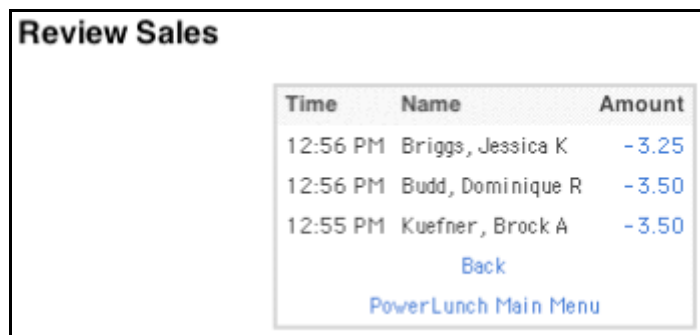 Review Sales
Time Name Amount
12:56 PM Briggs, Jessica K -3.25
12:56 PM Budd, Dominique R -3.50
12:55 PM Kuefner, Brock A -3.50
Back
PowerLunch Main Menu